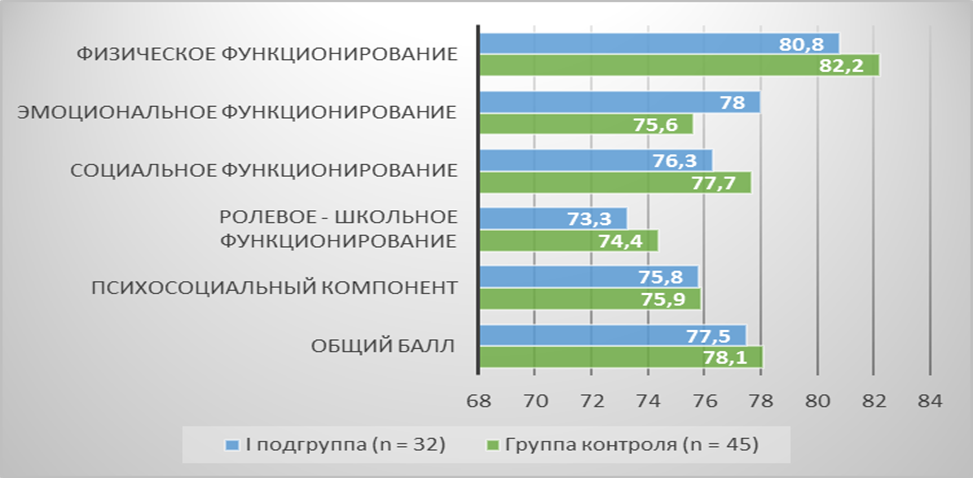 ФИЗИЧЕСКОЕ ФУНКЦИОНИРОВАНИЕ
80,8
82,2
ЭМОЦИОНАЛЬНОЕ ФУНКЦИОНИРОВАНИЕ
78
75,6
СОЦИАЛЬНОЕ ФУНКЦИОНИРОВАНИЕ
76,3
77,7
РОЛЕВОЕ - ШКОЛЬНОЕ
ФУНКЦИОНИРОВАНИЕ
73,3
74,4
ПСИХОСОЦИАЛЬНЫЙ КОМПОНЕНТ
75,8
75,9
ОБЩИЙ БАЛЛ
77,5
78,1
68 70 72 74 76 78 80 82 84
I подгруппа (n = 32) Группа контроля (n = 45)